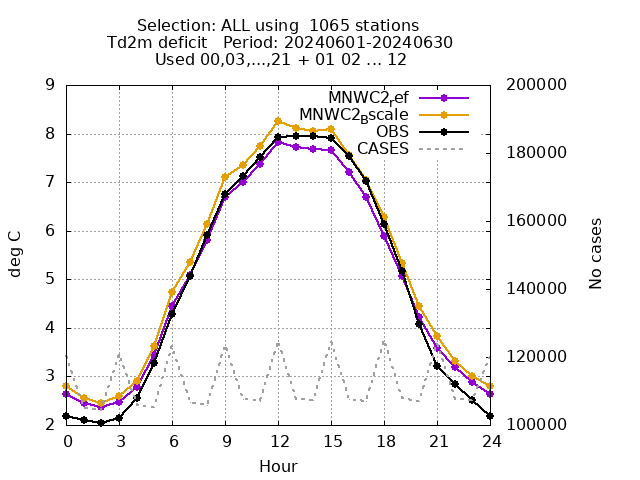 Selection: ALL using  1065 stations
Td2m deficit   Period: 20240601-20240630
Used 00,03,...,21 + 01 02 ... 12
9 200000
MNWC2ref
MNWC2Bscale
OBS
CASES
8 180000
7
6 160000
5 140000
4
3 120000
2 100000
deg C
No cases
0 3 6 9 12 15 18 21 24
Hour